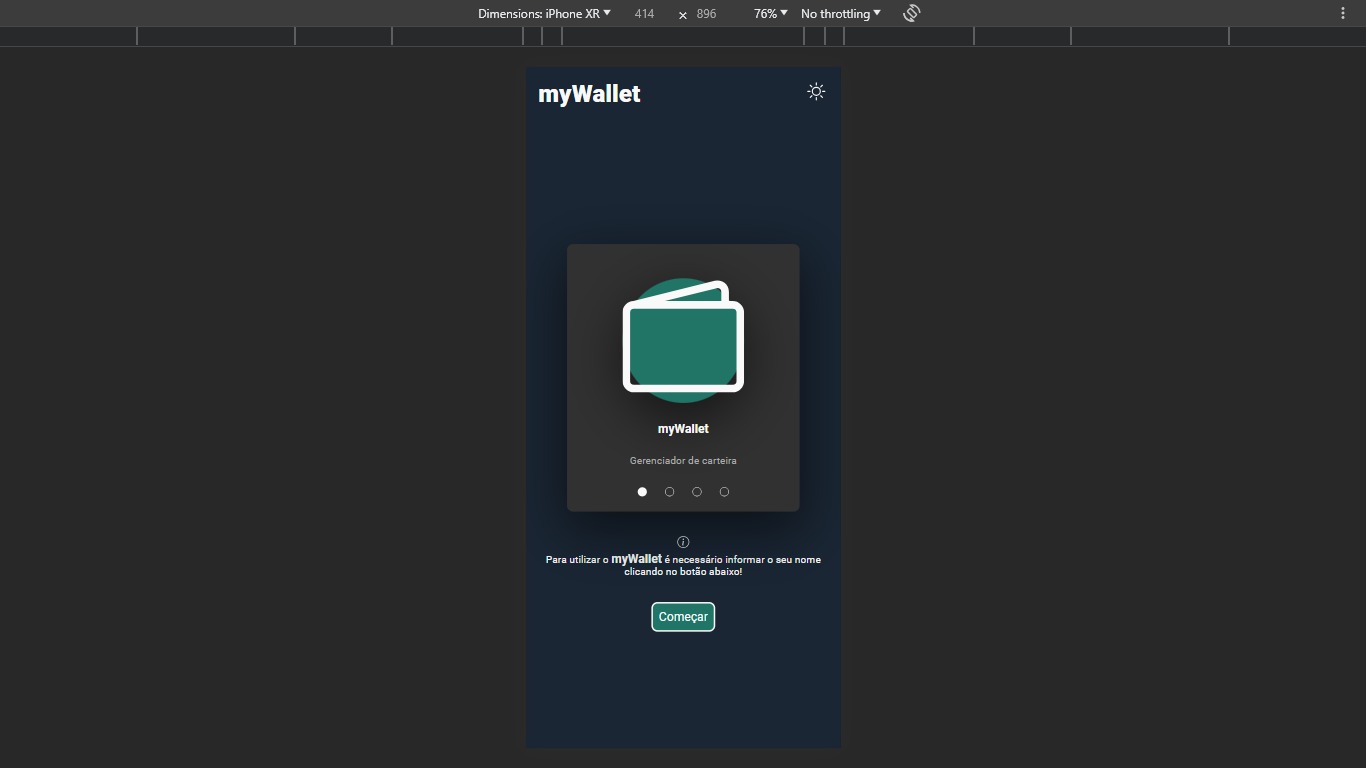 Dimensions: iPhone XR 414 × 896 76% No throttling
myWallet
myWallet
Gerenciador de carteira
Para utilizar o myWallet é necessário informar o seu nome
clicando no botão abaixo!
Começar